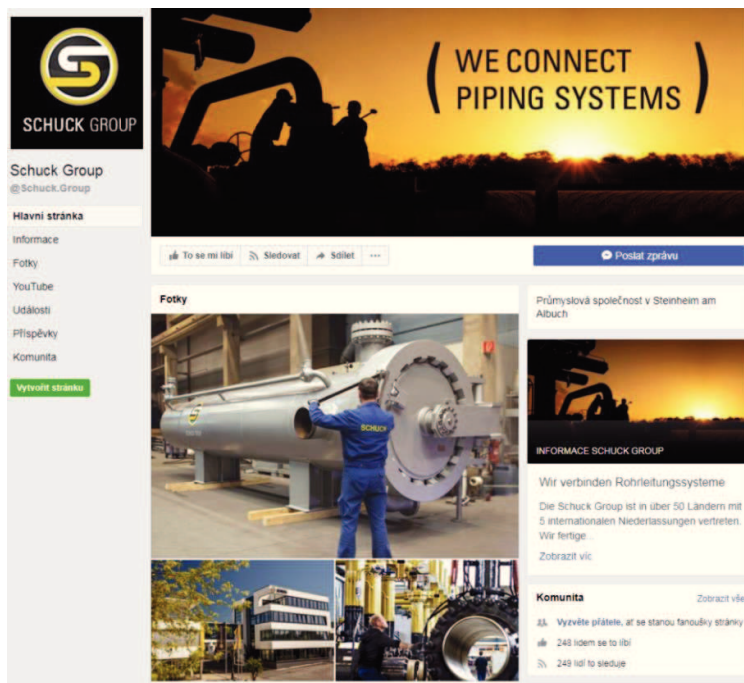 SCHUCK GROUP
WE CONNECT
PIPING SYSTEMS
Schuck Group
@Schuck.Group
Hlavní stránka
Informace
Fotky
YouTube
Události
Příspěvky
Komunita
Vytvořit stránku
To se mi líbí
Sledovat
Sdílet
Poslat zprávu
Fotky
SCHUCK
Průmyslová společnost v Steinheim am
Albuch
INFORMACE SCHUCK GROUP
Wir verbinden Rohrleitungssysteme
Die Schuck Group ist in über 50 Ländern mit
5 internationalen Niederlassungen vertreten.
Wir fertige...
Zobrazit víc
Komunita
Zobrazit vše
Vyzvěte přátele, ať se stanou fanoušky stránky
248 lidem se to líbí
249 lidí to sleduje